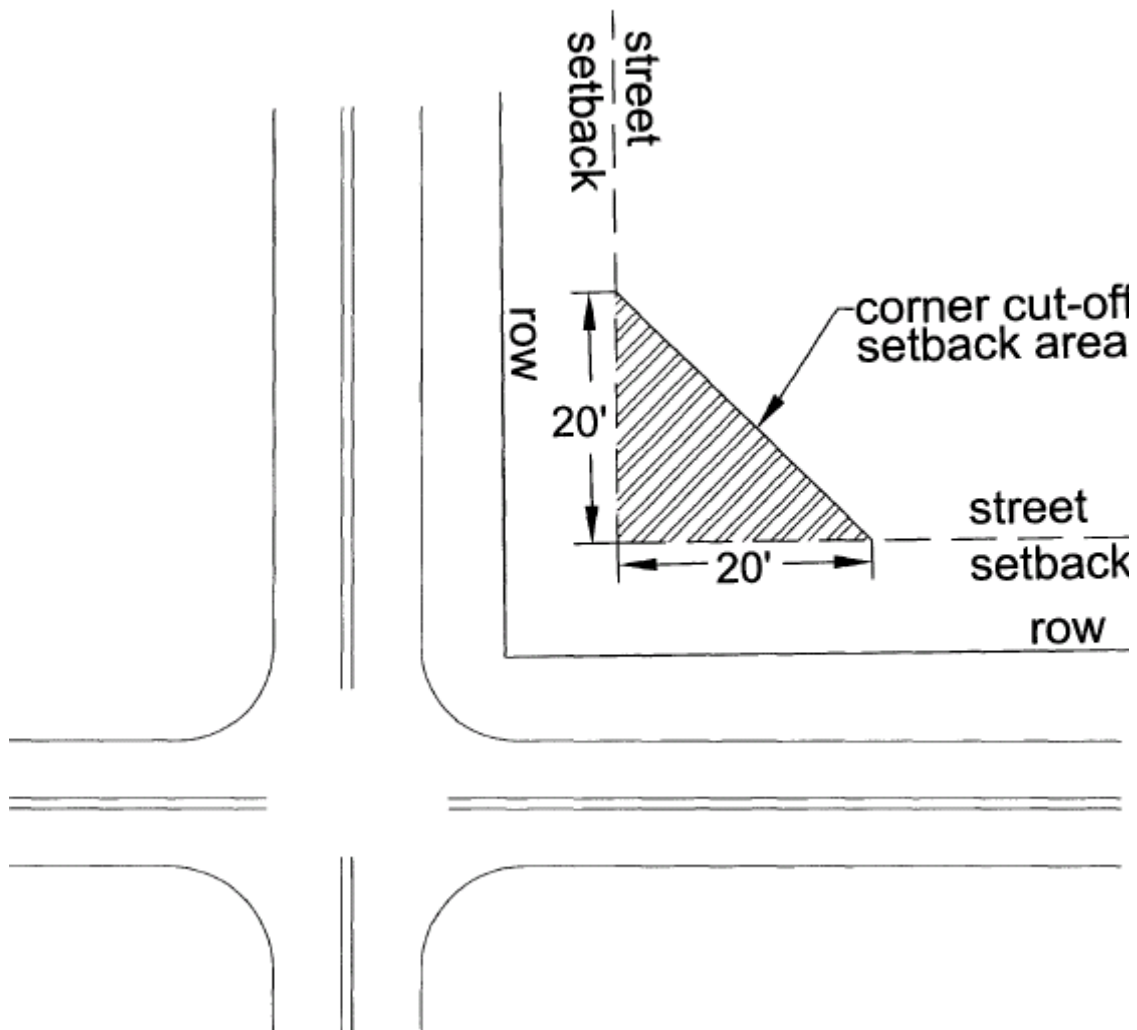 street
setback
row
corner cut-off
setback area
20'
20'
street
setback
row